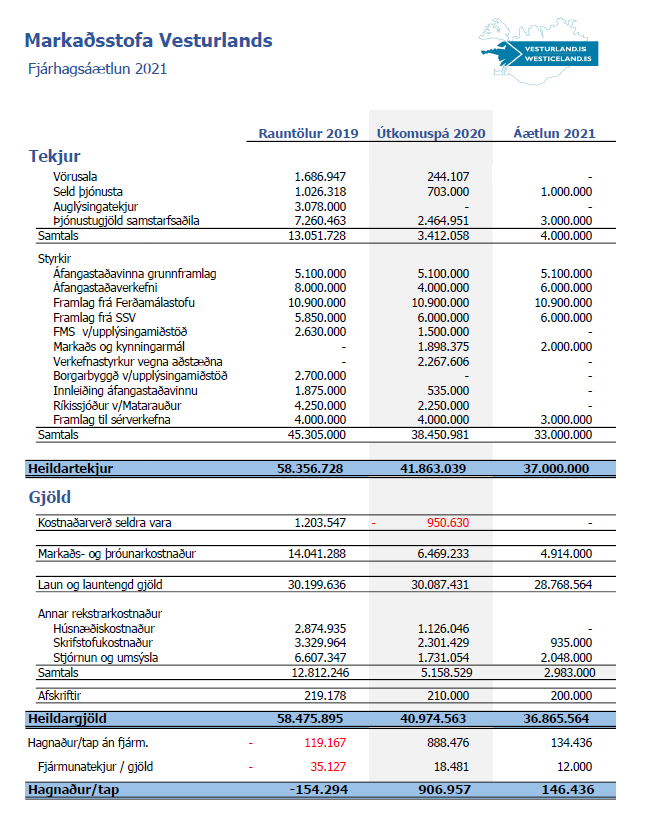 Markaðsstofa Vesturlands
Fjárhagsáætlun 2021
VESTURLAND.IS
WESTICELAND.IS
Rauntölur 2019 Útkomuspá 2020 Áætlun 2021
Tekjur
Vörusala 1.686.947 244.107 -
Seld þjónusta 1.026.318 703.000 1.000.000
Auglýsingatekjur 3.078.000 - -
Þjónustugjöld samstarfsaðila 7.260.463 2.464.951 3.000.000
Samtals 13.051.728 3.412.058 4.000.000
Styrkir
Áfangastaðavinna grunnframlag 5.100.000 5.100.000 5.100.000
Áfangastaðaverkefni 8.000.000 4.000.000 6.000.000
Framlag frá Ferðamálastofu 10.900.000 10.900.000 10.900.000
Framlag frá SSV 5.850.000 6.000.000 6.000.000
FMS v/upplýsingamiðstöð 2.630.000 1.500.000 -
Markaðs og kynningarmál - 1.898.375 2.000.000
Verkefnastyrkur vegna aðstæðna - 2.267.606 -
Borgarbyggð v/upplýsingamiðstöð 2.700.000 - -
Innleiðing áfangastaðavinnu 1.875.000 535.000 -
Ríkissjóður v/Matarauður 4.250.000 2.250.000 -
Framlag til sérverkefna 4.000.000 4.000.000 3.000.000
Samtals 45.305.000 38.450.981 33.000.000
Heildartekjur 58.356.728 41.863.039 37.000.000
Gjöld
Kostnaðarverð seldra vara 1.203.547 - 950.630 -
Markaðs- og þróunarkostnaður 14.041.288 6.469.233 4.914.000
Laun og launtengd gjöld 30.199.636 30.087.431 28.768.564
Annar rekstrarkostnaður
Húsnæðiskostnaður 2.874.935 1.126.046 -
Skrifstofukostnaður 3.329.964 2.301.429 935.000
Stjórnun og umsýsla 6.607.347 1.731.054 2.048.000
Samtals 12.812.246 5.158.529 2.983.000
Afskriftir 219.178 210.000 200.000
Heildargjöld 58.475.895 40.974.563 36.865.564
Hagnaður/tap án fjárm. - 119.167 888.476 134.436
Fjármunatekjur / gjöld - 35.127 18.481 12.000
Hagnaður/tap -154.294 906.957 146.436